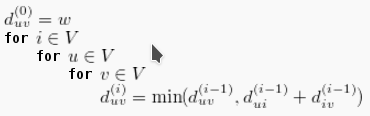 d_{uv}^{(0)} = w
for i ∈ V
for u ∈ V
for v ∈ V
d_{uv}^{(i)} = min(d_{uv}^{(i−1)}, d_{ui}^{(i−1)} + d_{iv}^{(i−1)})